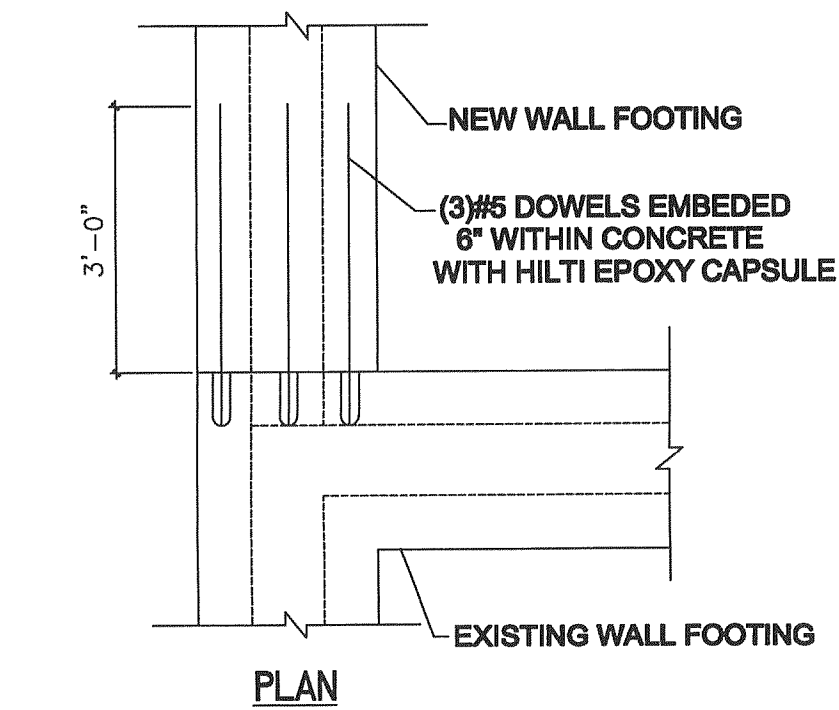 NEW WALL FOOTING
(3)#5 DOWELS EMBEDED
6" WITHIN CONCRETE
WITH HILTI EPOXY CAPSULE
3'-0"
EXISTING WALL FOOTING
PLAN